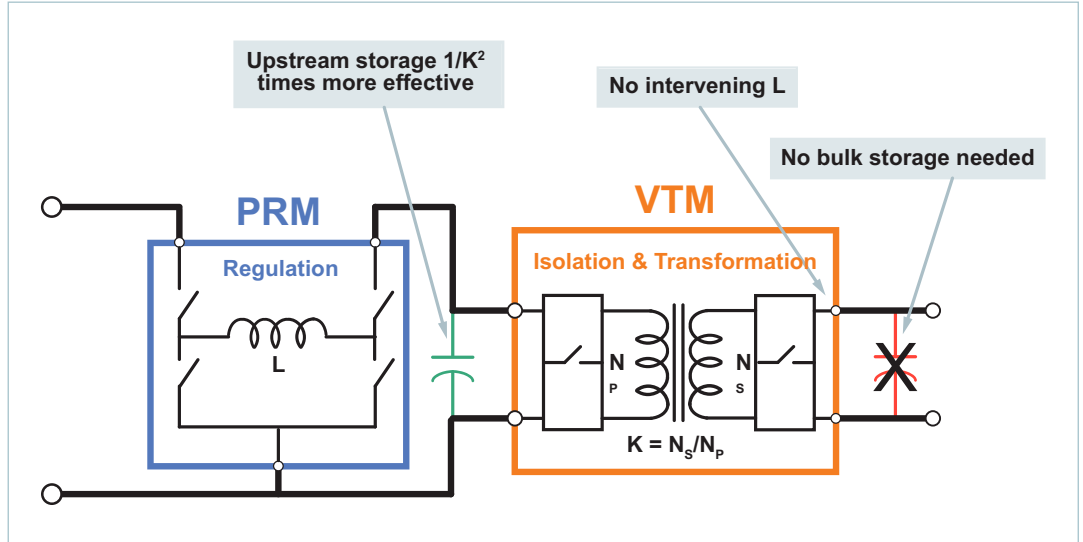 Upstream storage 1/K²
times more effective
No intervening L
No bulk storage needed
PRM
VTM
Regulation
Isolation & Transformation
L
N
P
N
S
K = Nₛ/Nₚ